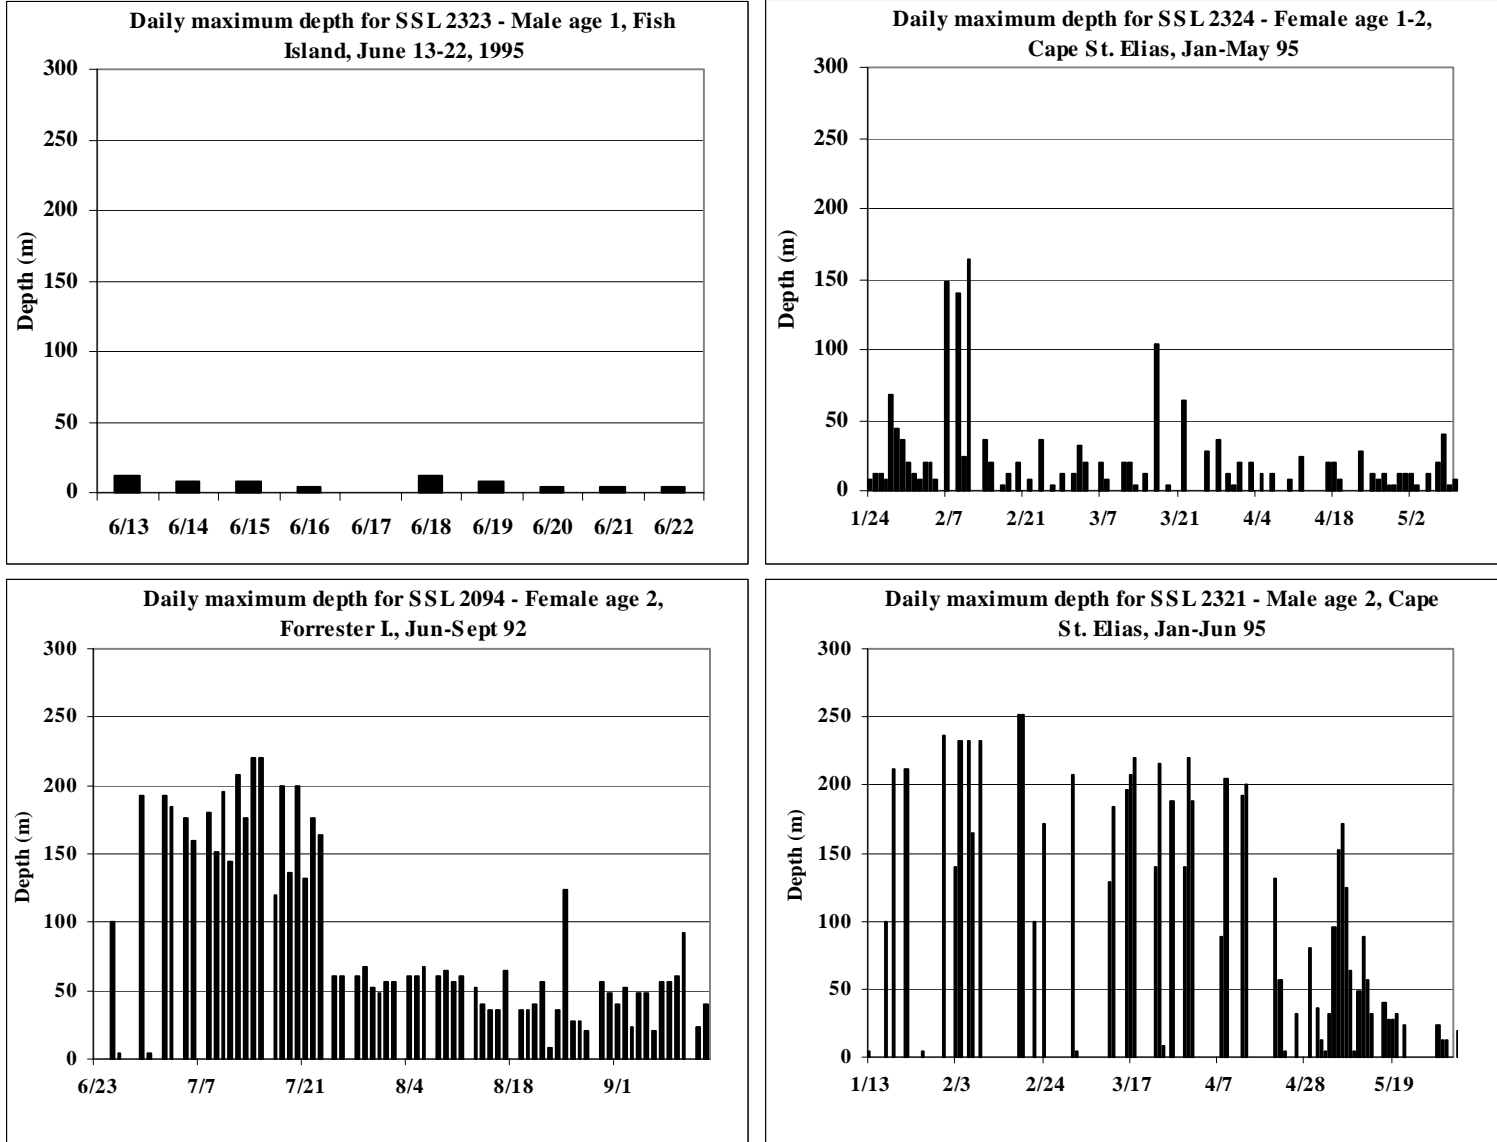 Daily maximum depth for SSL 2323 - Male age 1, Fish
Island, June 13-22, 1995
300
250
200
150
100
50
0
Depth (m)
6/13 6/14 6/15 6/16 6/17 6/18 6/19 6/20 6/21 6/22
Daily maximum depth for SSL 2324 - Female age 1-2,
Cape St. Elias, Jan-May 95
300
250
200
150
100
50
0
Depth (m)
1/24 2/7 2/21 3/7 3/21 4/4 4/18 5/2
Daily maximum depth for SSL 2094 - Female age 2,
Forrester I., Jun-Sept 92
300
250
200
150
100
50
0
Depth (m)
6/23 7/7 7/21 8/4 8/18 9/1
Daily maximum depth for SSL 2321 - Male age 2, Cape
St. Elias, Jan-Jun 95
300
250
200
150
100
50
0
Depth (m)
1/13 2/3 2/24 3/17 4/7 4/28 5/19